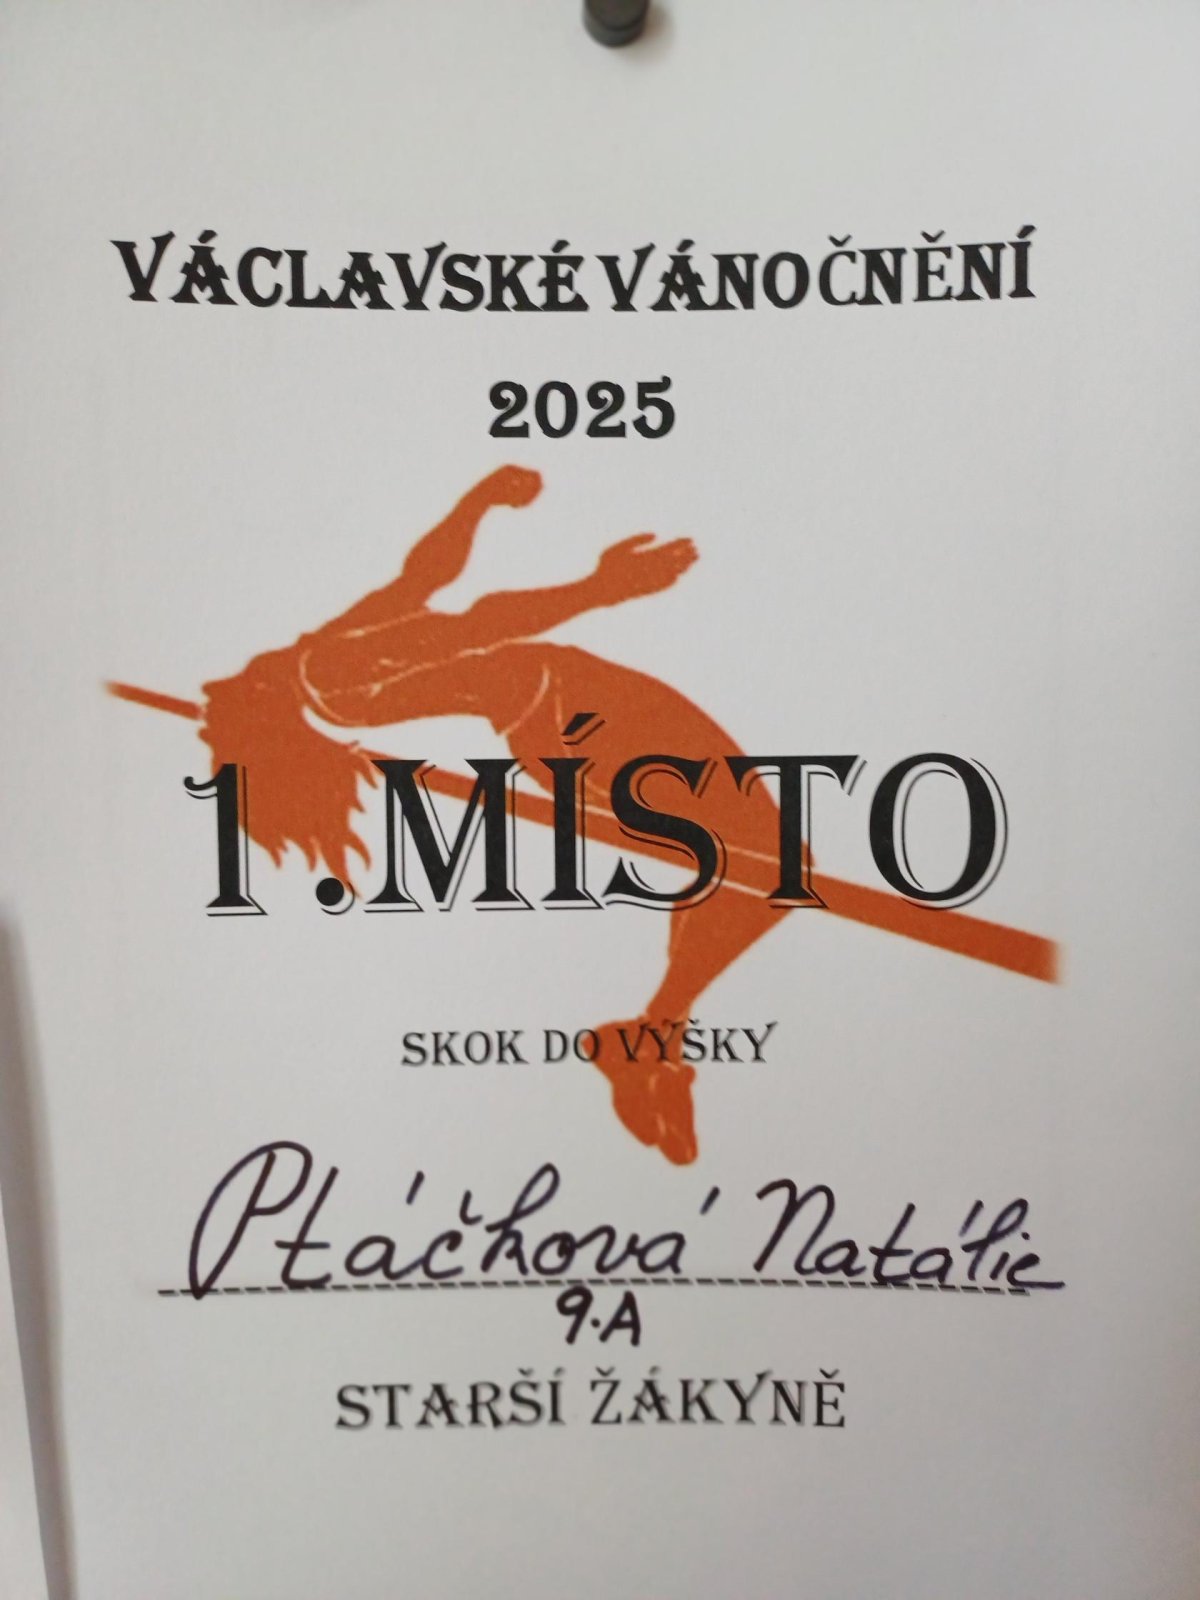 VÁCLAVSKÉ VÁNOČNĚNÍ
2025
1.MÍSTO
SKOK DO VÝŠKY
Ptáčková Natálie
9.A
STARŠÍ ŽÁKYNĚ